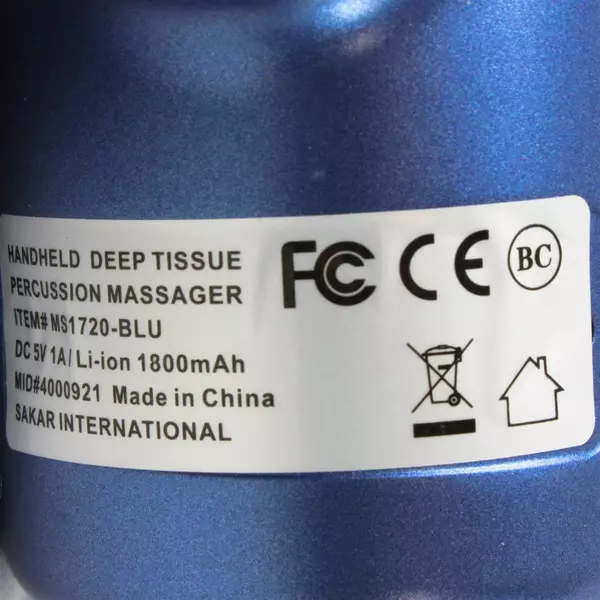 HANDHELD DEEP TISSUE
PERCUSSION MASSAGER
ITEM# MS1720-BLU
DC 5V 1A/Li-ion 1800mAh
MID#4000921 Made in China
SAKAR INTERNATIONAL
FCC CE BC